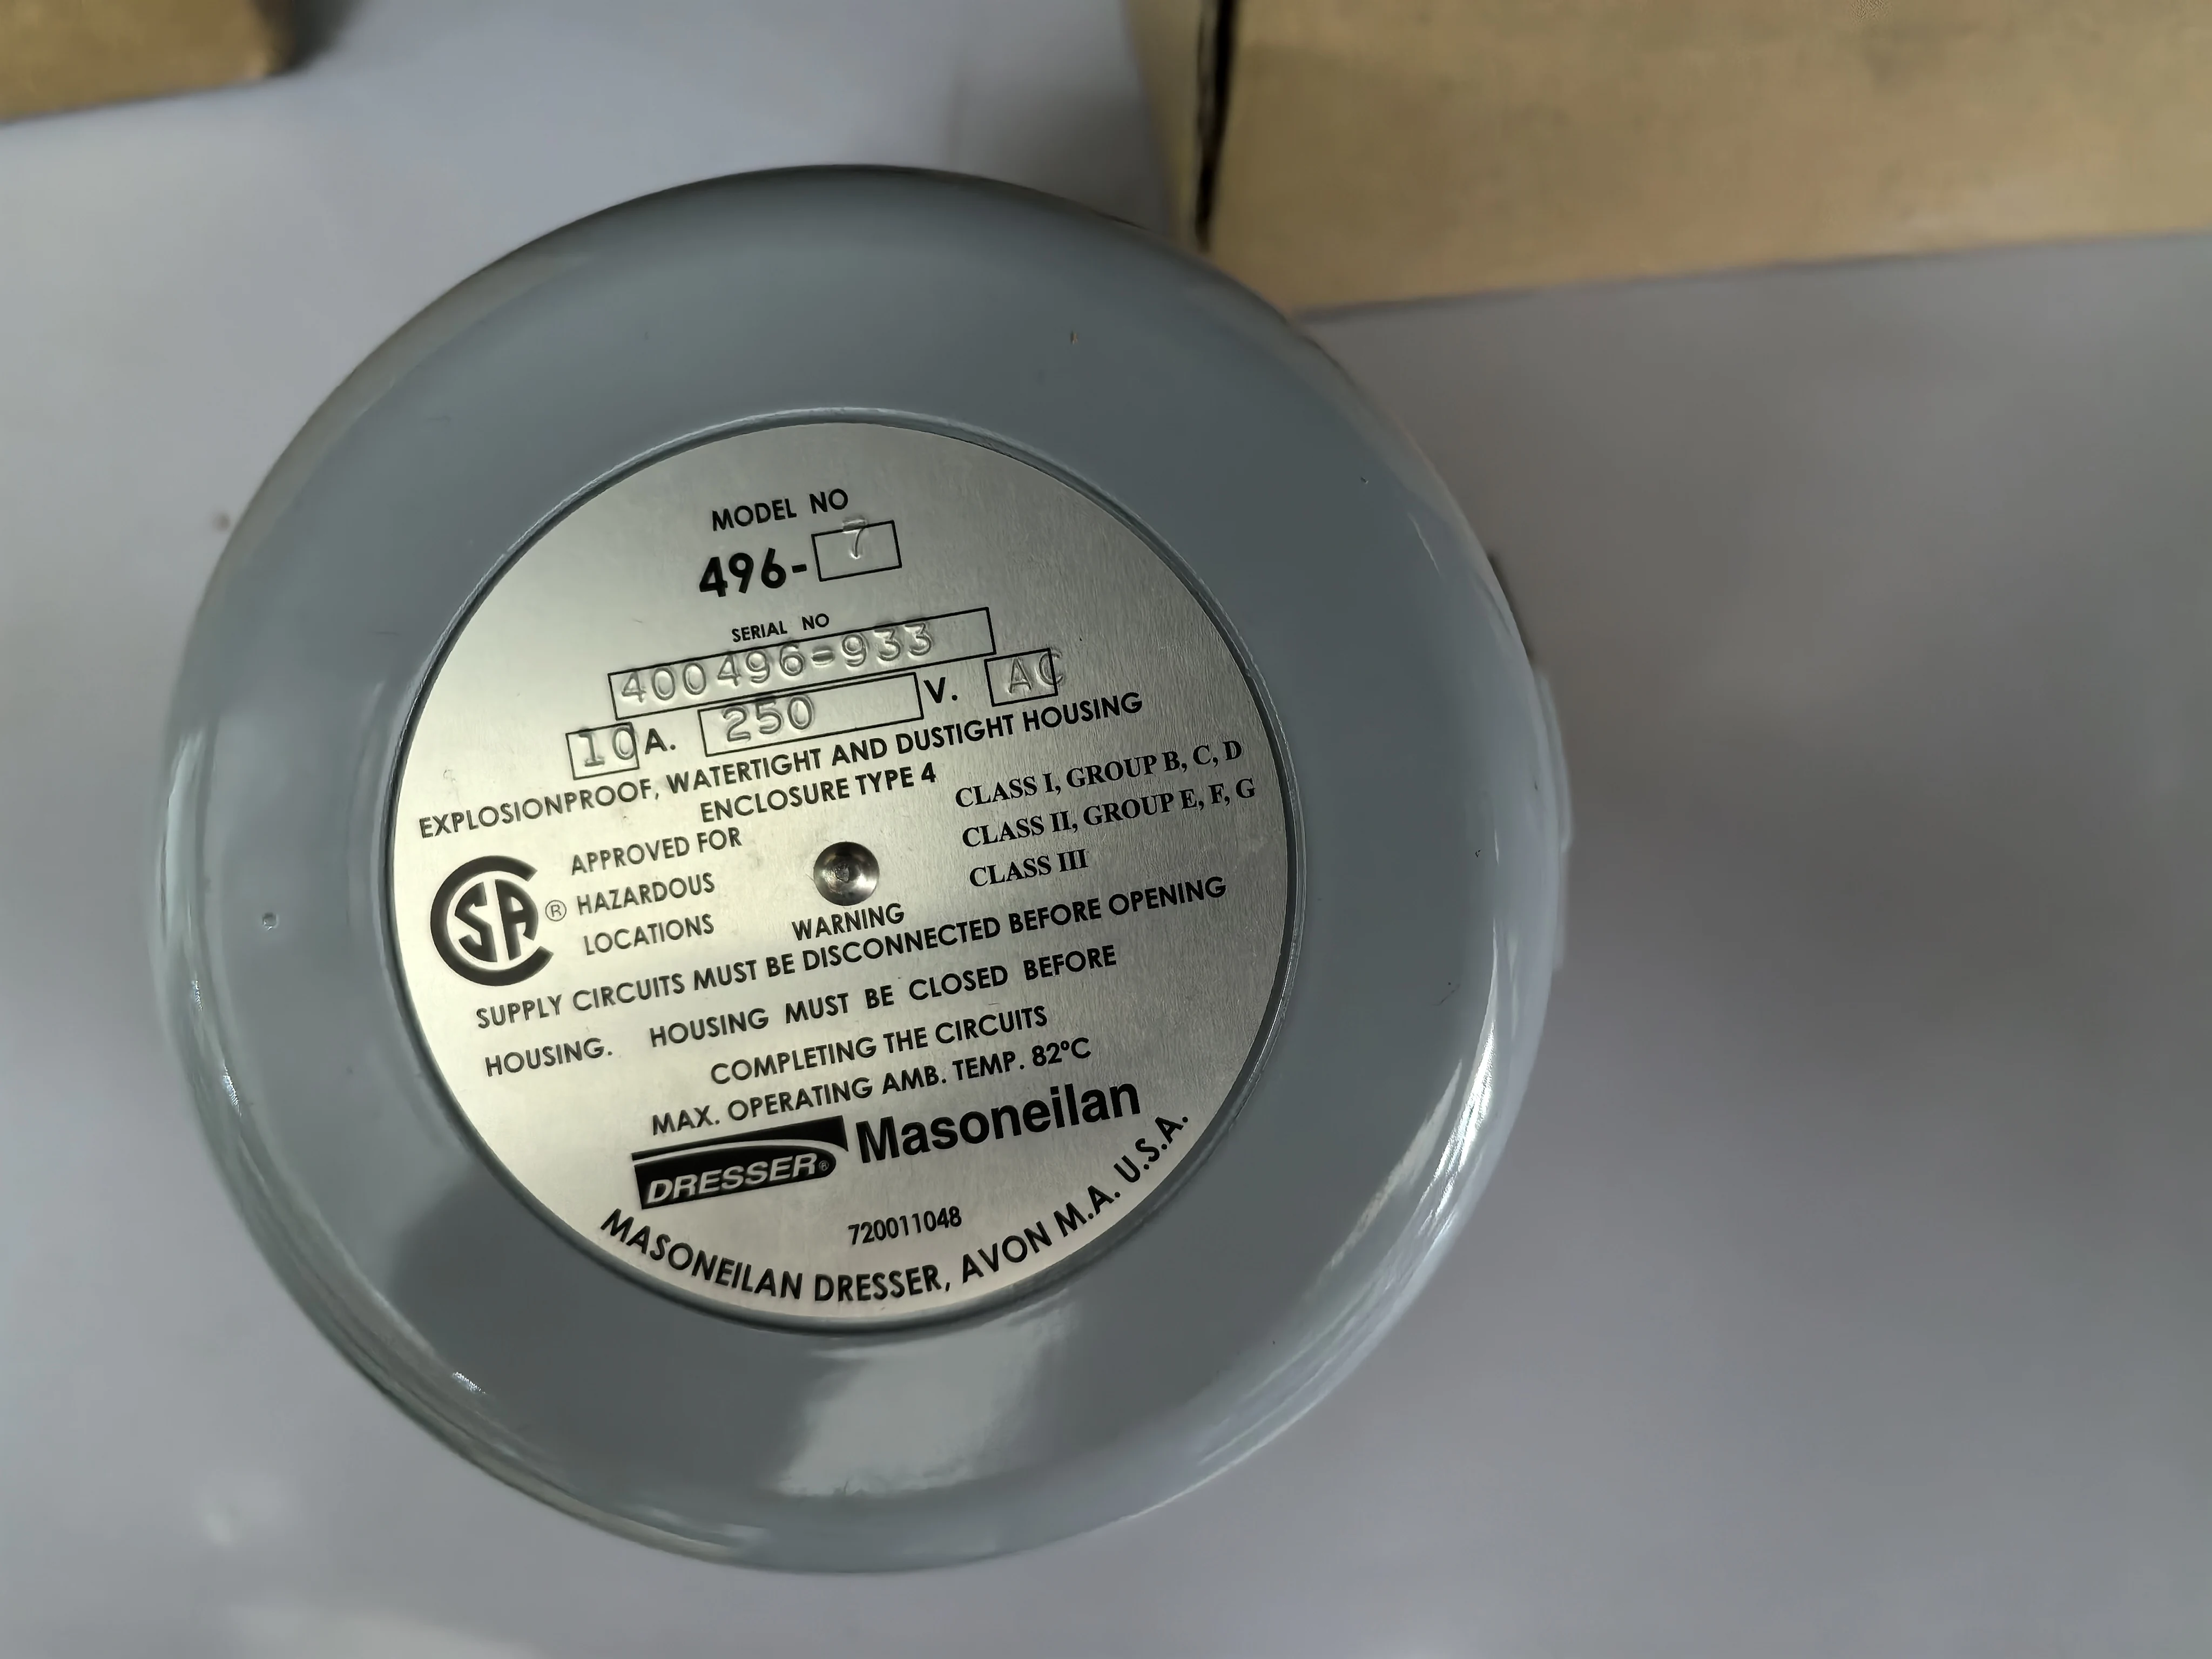 MODEL NO
496-7
SERIAL NO
400496-933
10 A. 250 V. AC
EXPLOSIONPROOF, WATERTIGHT AND DUSTIGHT HOUSING
ENCLOSURE TYPE 4
CLASS I, GROUP B, C, D
CLASS II, GROUP E, F, G
CLASS III
CSA® APPROVED FOR
HAZARDOUS
LOCATIONS
WARNING
SUPPLY CIRCUITS MUST BE DISCONNECTED BEFORE OPENING
HOUSING. HOUSING MUST BE CLOSED BEFORE
COMPLETING THE CIRCUITS
MAX. OPERATING AMB. TEMP. 82°C
DRESSER® Masoneilan
720011048
MASONEILAN DRESSER, AVON M.A. U.S.A.